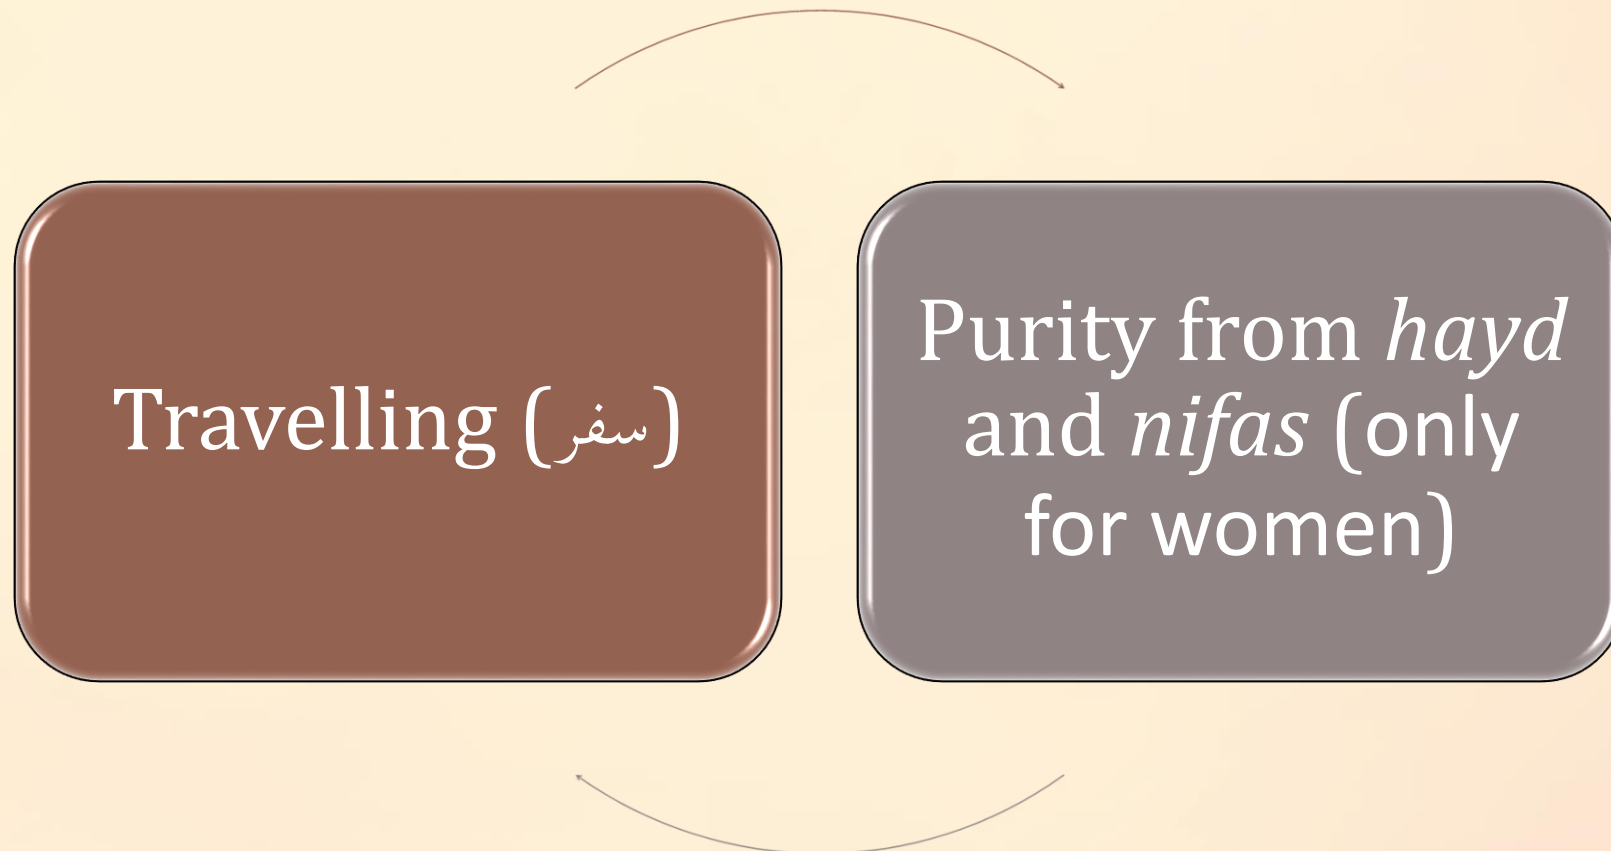 Travelling (سفر)
Purity from hayd
and nifas (only
for women)